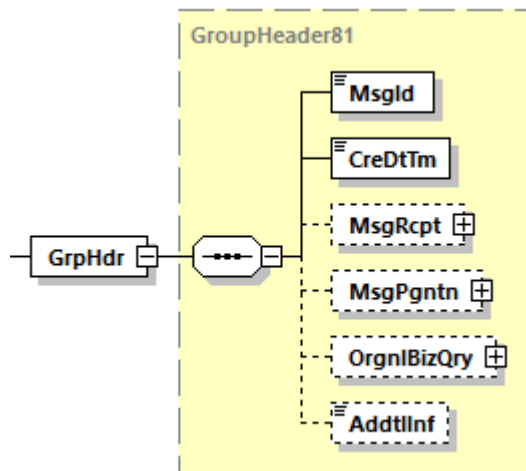 GroupHeader81
MsgId
CreDtTm
MsgRcpt
GrpHdr
MsgPgntn
OrgnlBizQry
AddtlInf